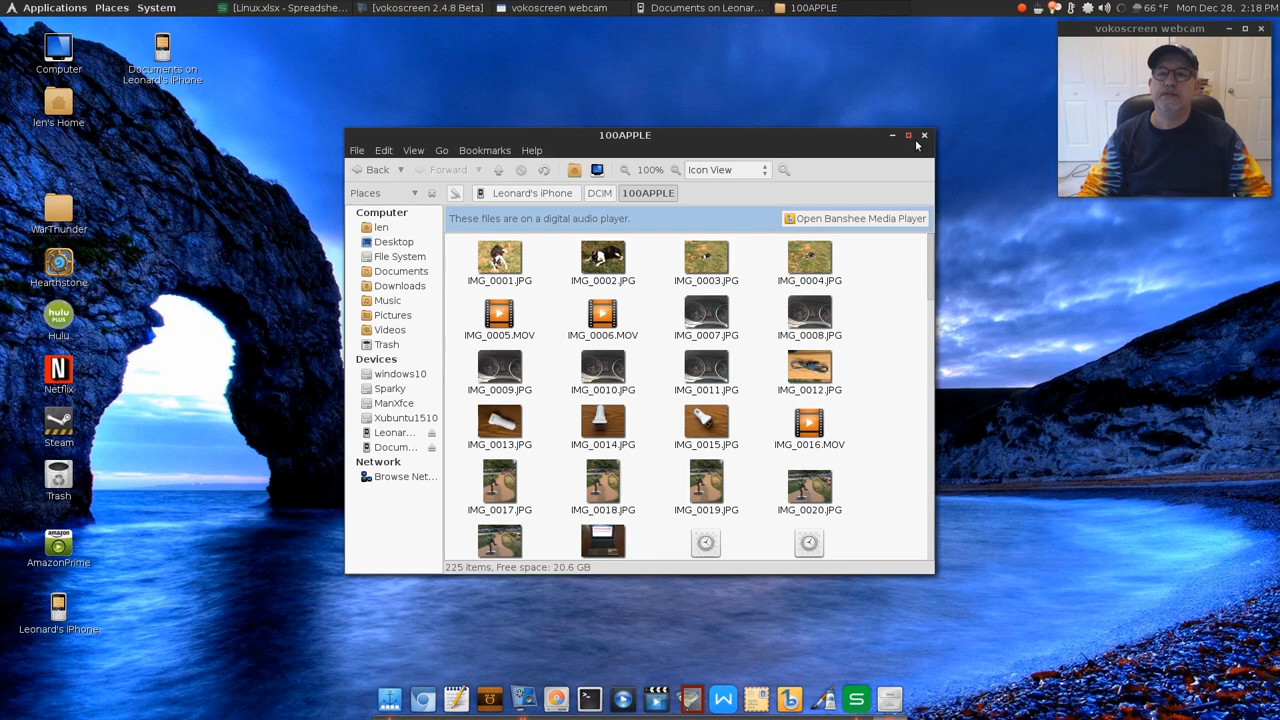 Applications Places System
[Linux.xlsx - Spreadshe...
[vokoscreen 2.4.8 Beta]
vokoscreen webcam
Documents on Leonar...
100APPLE
66 °F Mon Dec 28, 2:18 PM
vokoscreen webcam
Computer
Documents on
Leonard's iPhone
len's Home
WarThunder
Hearthstone
hulu
PLUS
Hulu
N
Netflix
Steam
Trash
amazon
AmazonPrime
Leonard's iPhone
100APPLE
File Edit View Go Bookmarks Help
Back Forward 100% Icon View
Places Leonard's iPhone DCIM 100APPLE
Computer
len
Desktop
File System
Documents
Downloads
Music
Pictures
Videos
Trash
Devices
windows10
Sparky
ManXfce
Xubuntu1510
Leonar...
Docum...
Network
Browse Net...
These files are on a digital audio player. Open Banshee Media Player
IMG_0001.JPG IMG_0002.JPG IMG_0003.JPG IMG_0004.JPG
IMG_0005.MOV IMG_0006.MOV IMG_0007.JPG IMG_0008.JPG
IMG_0009.JPG IMG_0010.JPG IMG_0011.JPG IMG_0012.JPG
IMG_0013.JPG IMG_0014.JPG IMG_0015.JPG IMG_0016.MOV
IMG_0017.JPG IMG_0018.JPG IMG_0019.JPG IMG_0020.JPG
225 items, Free space: 20.6 GB
W
S